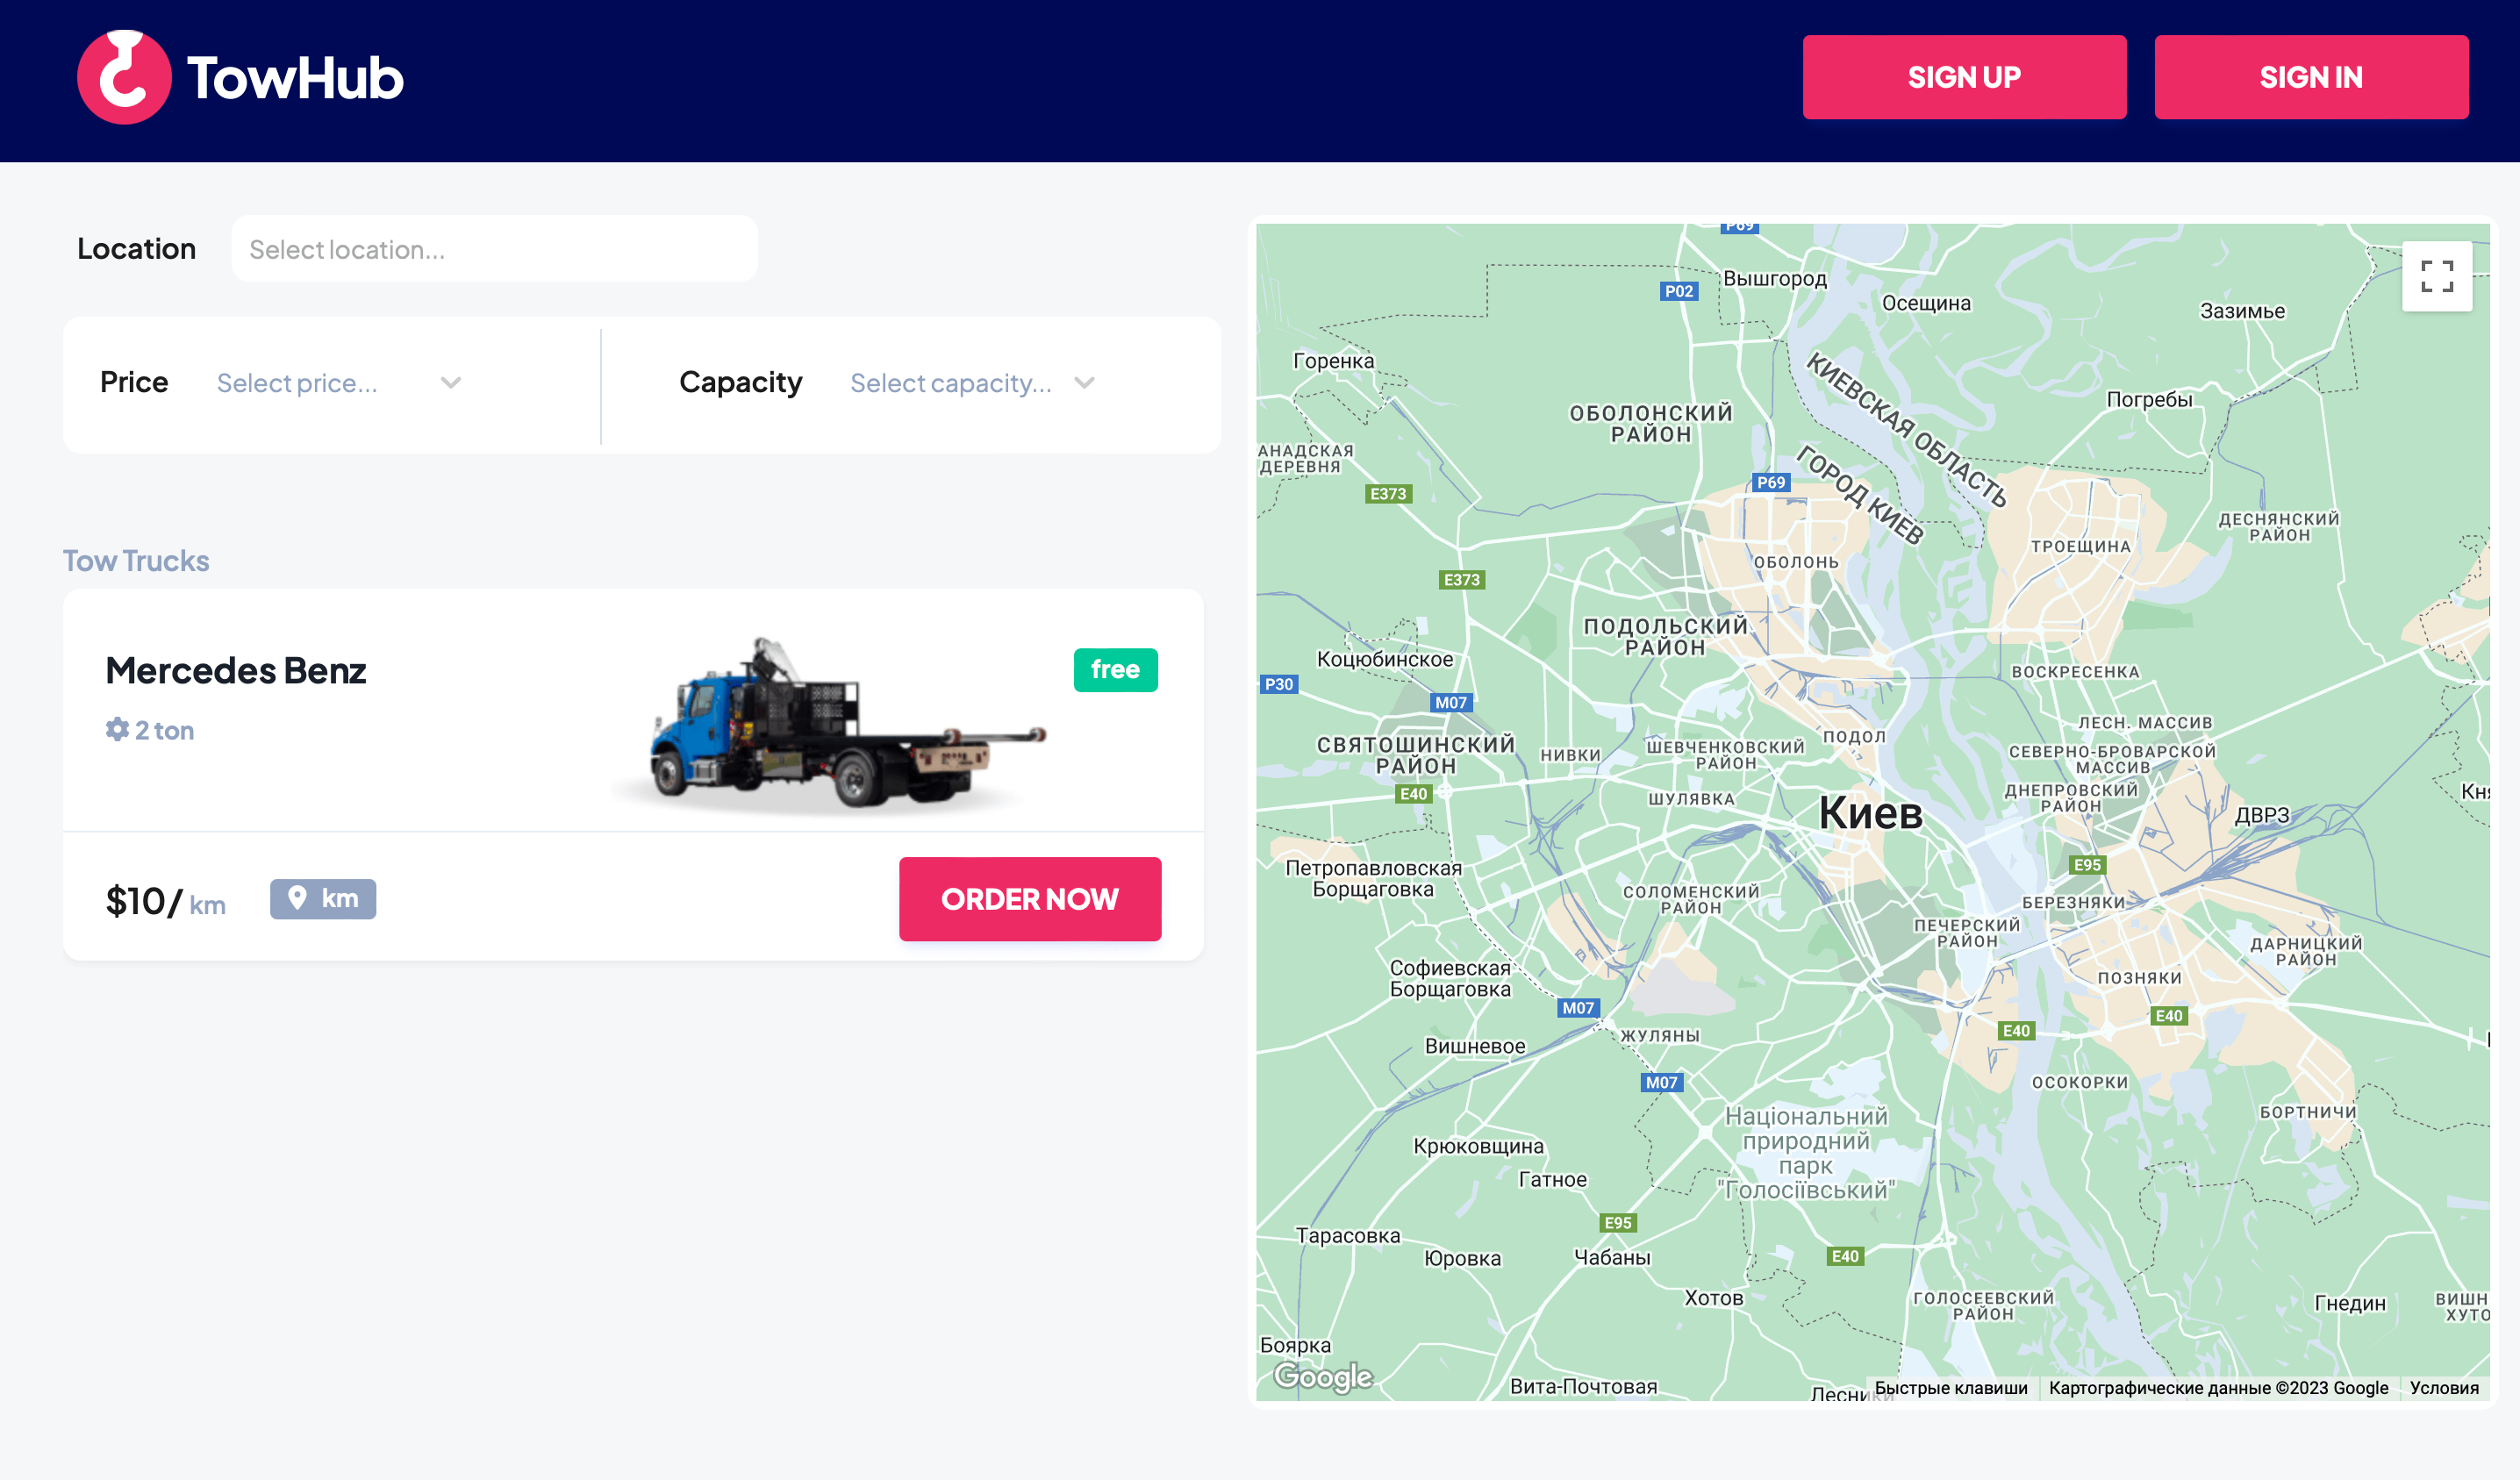 TowHub
SIGN UP
SIGN IN
Location
Select location...
Price
Select price...
Capacity
Select capacity...
Tow Trucks
Mercedes Benz
free
2 ton
$10/ km
km
ORDER NOW
P69
Вышгород
P02
Осещина
Зазимье
Горенка
КИЕВСКАЯ ОБЛАСТЬ
ГОРОД КИЕВ
Погребы
ОБОЛОНСКИЙ
РАЙОН
АНАДСКАЯ
ДЕРЕВНЯ
E373
P69
ДЕСНЯНСКИЙ
РАЙОН
ТРОЕЩИНА
ОБОЛОНЬ
E373
ПОДОЛЬСКИЙ
РАЙОН
Коцюбинское
ВОСКРЕСЕНКА
P30
M07
ЛЕСН. МАССИВ
ПОДОЛ
СВЯТОШИНСКИЙ
РАЙОН
НИВКИ
ШЕВЧЕНКОВСКИЙ
РАЙОН
СЕВЕРНО-БРОВАРСКОЙ
МАССИВ
E40
ШУЛЯВКА
ДНЕПРОВСКИЙ
РАЙОН
Кня
Киев
ДВРЗ
Петропавловская
Борщаговка
E95
СОЛОМЕНСКИЙ
РАЙОН
БЕРЕЗНЯКИ
ПЕЧЕРСКИЙ
РАЙОН
ДАРНИЦКИЙ
РАЙОН
Софиевская
Борщаговка
ПОЗНЯКИ
M07
E40
E40
ЖУЛЯНЫ
Вишневое
M07
ОСОКОРКИ
БОРТНИЧИ
Національний
природний
парк
"Голосіївський"
Крюковщина
Гатное
E95
Тарасовка
Юровка
Чабаны
E40
Хотов
ГОЛОСЕЕВСКИЙ
РАЙОН
Гнедин
ВИШН
ХУТО
Боярка
Google
Вита-Почтовая
Лесники
Быстрые клавиши
Картографические данные ©2023 Google
Условия